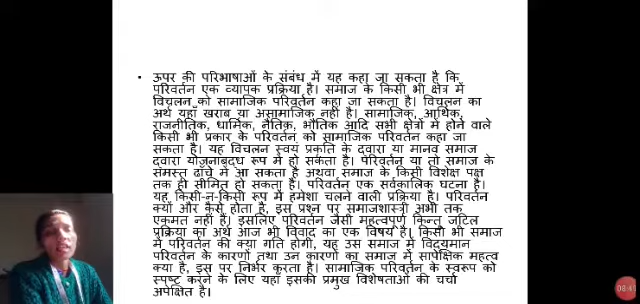 • ऊपर की परिभाषाओं के संबंध में यह कहा जा सकता है कि
परिवर्तन एक व्यापक प्रक्रिया है। समाज के किसी भी क्षेत्र में
विचलन को सामाजिक परिवर्तन कहा जा सकता है। विचलन का
अर्थ यहाँ खराब या असामाजिक नहीं है। सामाजिक, आर्थिक,
राजनीतिक, धार्मिक, नैतिक, भौतिक आदि सभी क्षेत्रों में होने वाले
किसी भी प्रकार के परिवर्तन को सामाजिक परिवर्तन कहा जा
सकता है। यह विचलन स्वयं प्रकृति के द्वारा या मानव समाज
द्वारा योजनाबद्ध रूप में हो सकता है। परिवर्तन या तो समाज के
समस्त ढाँचे में आ सकता है अथवा समाज के किसी विशेष पक्ष
तक ही सीमित हो सकता है। परिवर्तन एक सर्वकालिक घटना है।
यह किसी-न-किसी रूप में हमेशा चलने वाली प्रक्रिया है। परिवर्तन
क्यों और कैसे होता है, इस प्रश्न पर समाजशास्त्री अभी तक
एकमत नहीं हैं। इसलिए परिवर्तन जैसी महत्वपूर्ण किन्तु जटिल
प्रक्रिया का अर्थ आज भी विवाद का एक विषय है। किसी भी समाज
में परिवर्तन की क्या गति होगी, यह उस समाज में विद्यमान
परिवर्तन के कारणों तथा उन कारणों का समाज में सापेक्षिक महत्व
क्या है, इस पर निर्भर करता है। सामाजिक परिवर्तन के स्वरूप को
स्पष्ट करने के लिए यहाँ इसकी प्रमुख विशेषताओं की चर्चा
अपेक्षित है।